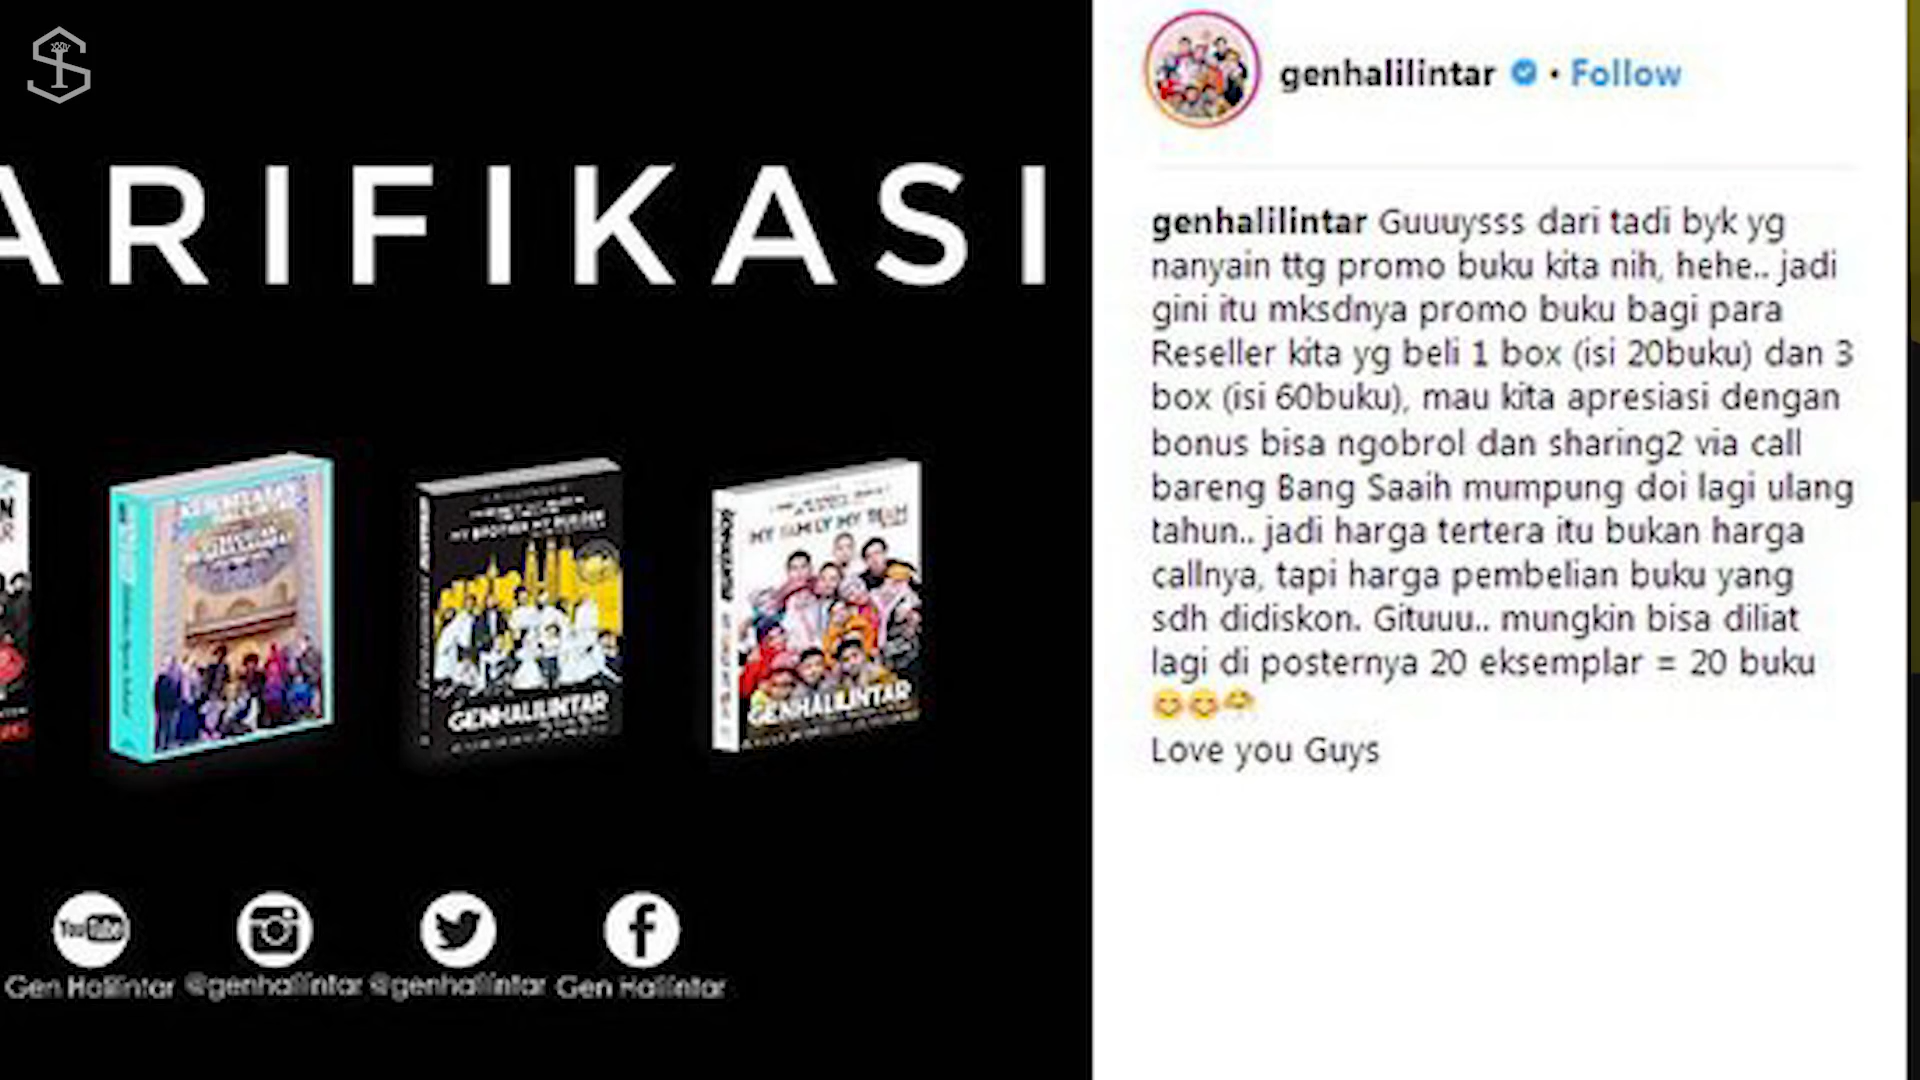 ARIFIKASI
MY FAMILY MY TEAM
GENHALILINTAR
GENHALILINTAR
YouTube
Gen Halilintar @genhalilintar @genhalilintar Gen Halilintar
genhalilintar • Follow
genhalilintar Guuuysss dari tadi byk yg
nanyain ttg promo buku kita nih, hehe.. jadi
gini itu mksdnya promo buku bagi para
Reseller kita yg beli 1 box (isi 20buku) dan 3
box (isi 60buku), mau kita apresiasi dengan
bonus bisa ngobrol dan sharing2 via call
bareng Bang Saaih mumpung doi lagi ulang
tahun.. jadi harga tertera itu bukan harga
callnya, tapi harga pembelian buku yang
sdh didiskon. Gituuu.. mungkin bisa diliat
lagi di posternya 20 eksemplar = 20 buku
😊😊🤗
Love you Guys